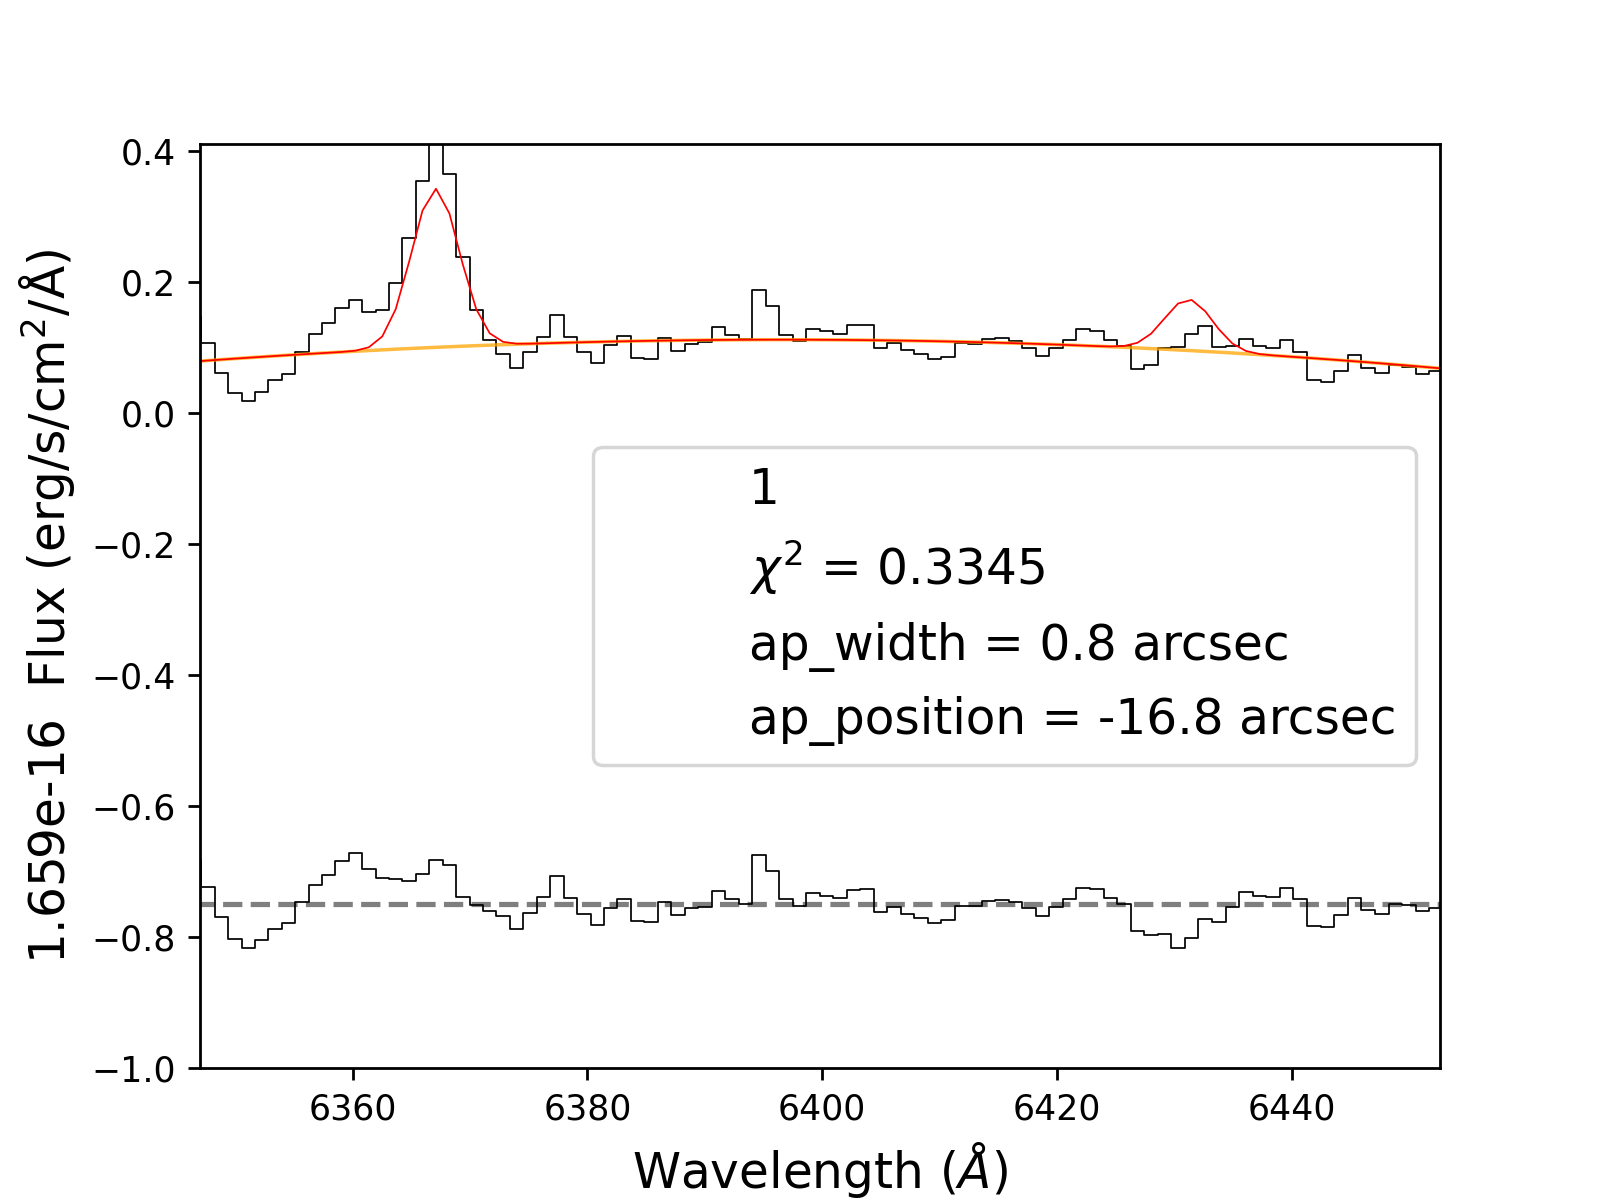 1.659e-16 Flux (erg/s/cm²/Å)
0.4
0.2
0.0
−0.2
−0.4
−0.6
−0.8
−1.0
1
χ² = 0.3345
ap_width = 0.8 arcsec
ap_position = -16.8 arcsec
6360 6380 6400 6420 6440
Wavelength (Å)